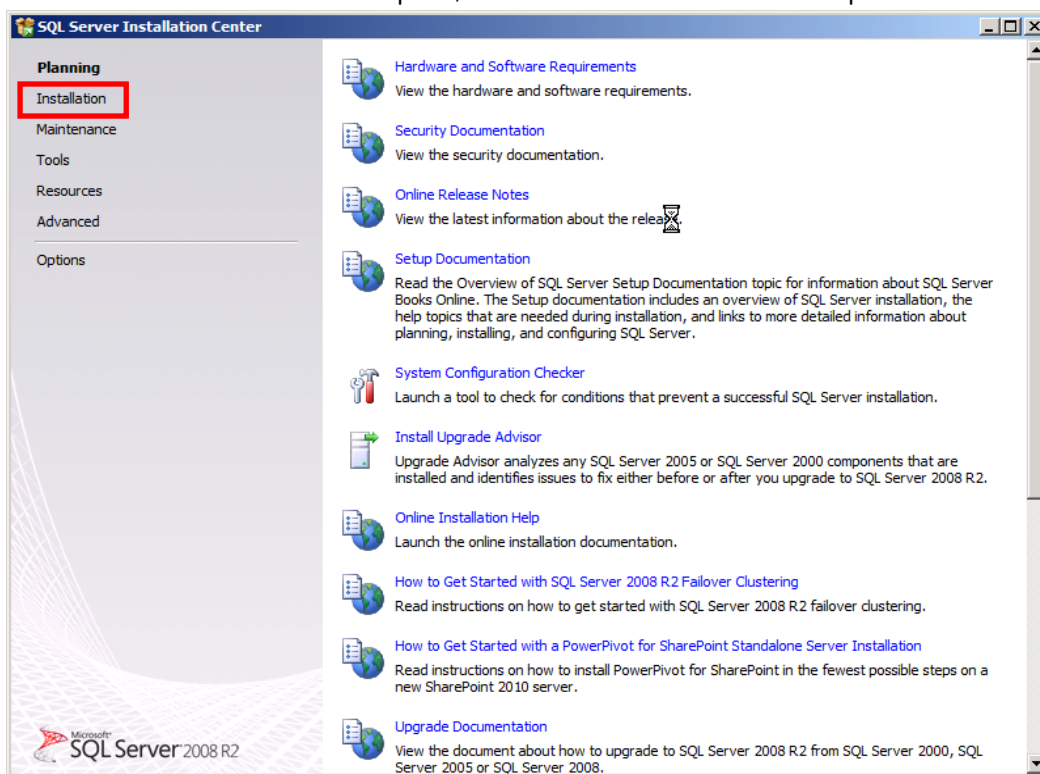 SQL Server Installation Center
Planning
Installation
Maintenance
Tools
Resources
Advanced
Options
Hardware and Software Requirements
View the hardware and software requirements.
Security Documentation
View the security documentation.
Online Release Notes
View the latest information about the
Setup Documentation
Read the Overview of SQL Server Setup Documentation topic for information about SQL Server
Books Online. The Setup documentation includes an overview of SQL Server installation, the
help topics that are needed during installation, and links to more detailed information about
planning, installing, and configuring SQL Server.
System Configuration Checker
Launch a tool to check for conditions that prevent a successful SQL Server installation.
Install Upgrade Advisor
Upgrade Advisor analyzes any SQL Server 2005 or SQL Server 2000 components that are
installed and identifies issues to fix either before or after you upgrade to SQL Server 2008 R2.
Online Installation Help
Launch the online installation documentation.
How to Get Started with SQL Server 2008 R2 Failover Clustering
Read instructions on how to get started with SQL Server 2008 R2 failover clustering.
How to Get Started with a PowerPivot for SharePoint Standalone Server Installation
Read instructions on how to install PowerPivot for SharePoint in the fewest possible steps on a
new SharePoint 2010 server.
Upgrade Documentation
View the document about how to upgrade to SQL Server 2008 R2 from SQL Server 2000, SQL
Server 2005 or SQL Server 2008.
Microsoft
SQL Server 2008 R2